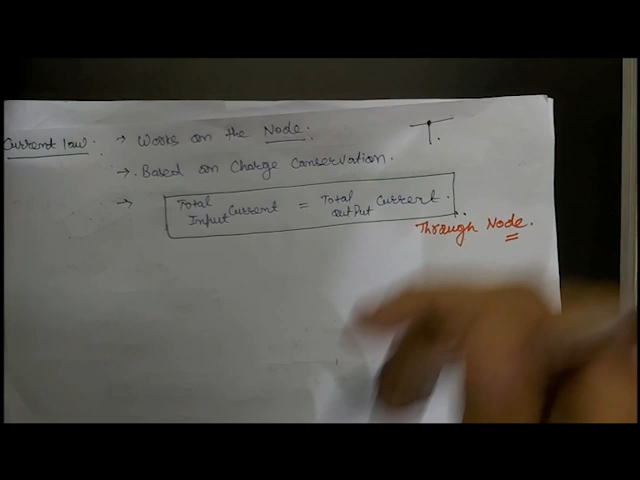 Current law. → Works on the Node.
→ Based on Charge Conservation.
→ Total Input Current = Total Output Current.
Through Node.